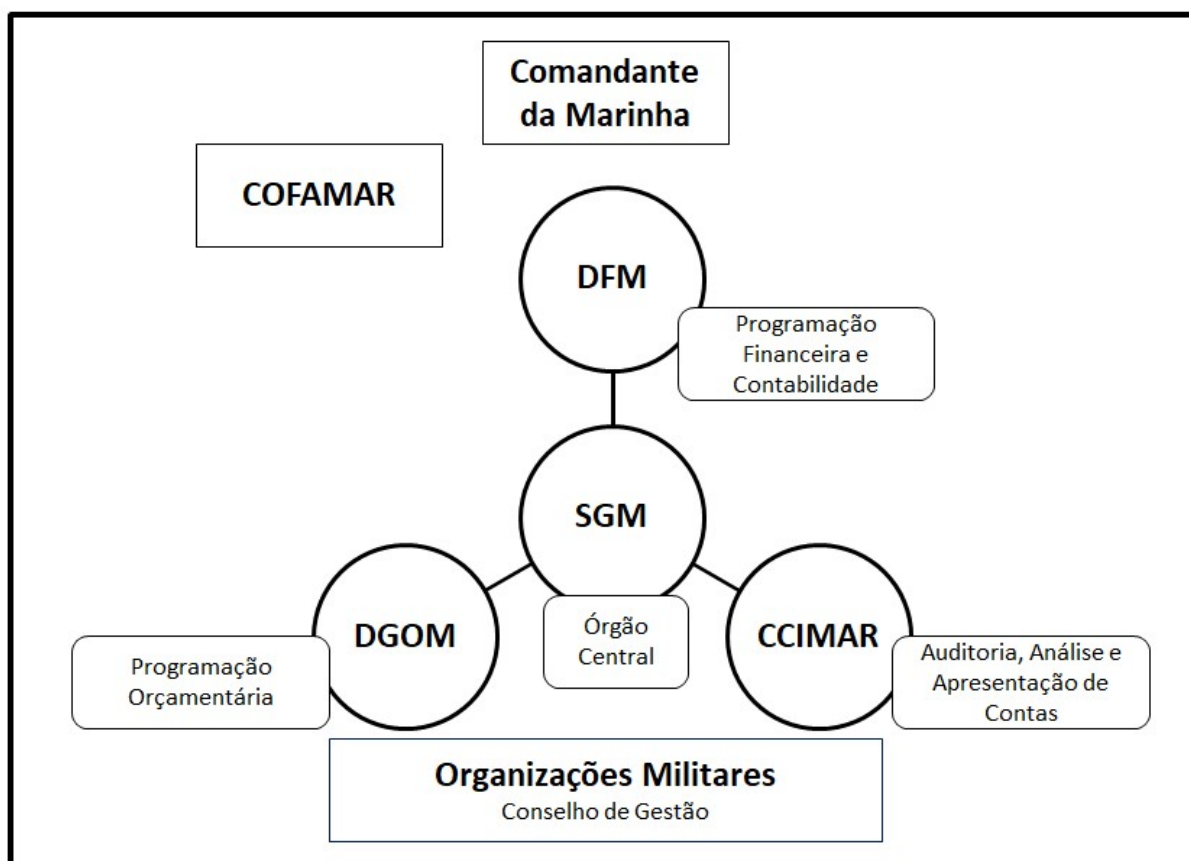 Comandante
da Marinha
COFAMAR
DFM
Programação
Financeira e
Contabilidade
SGM
Órgão
Central
DGOM
Programação
Orçamentária
CCIMAR
Auditoria, Análise e
Apresentação de
Contas
Organizações Militares
Conselho de Gestão